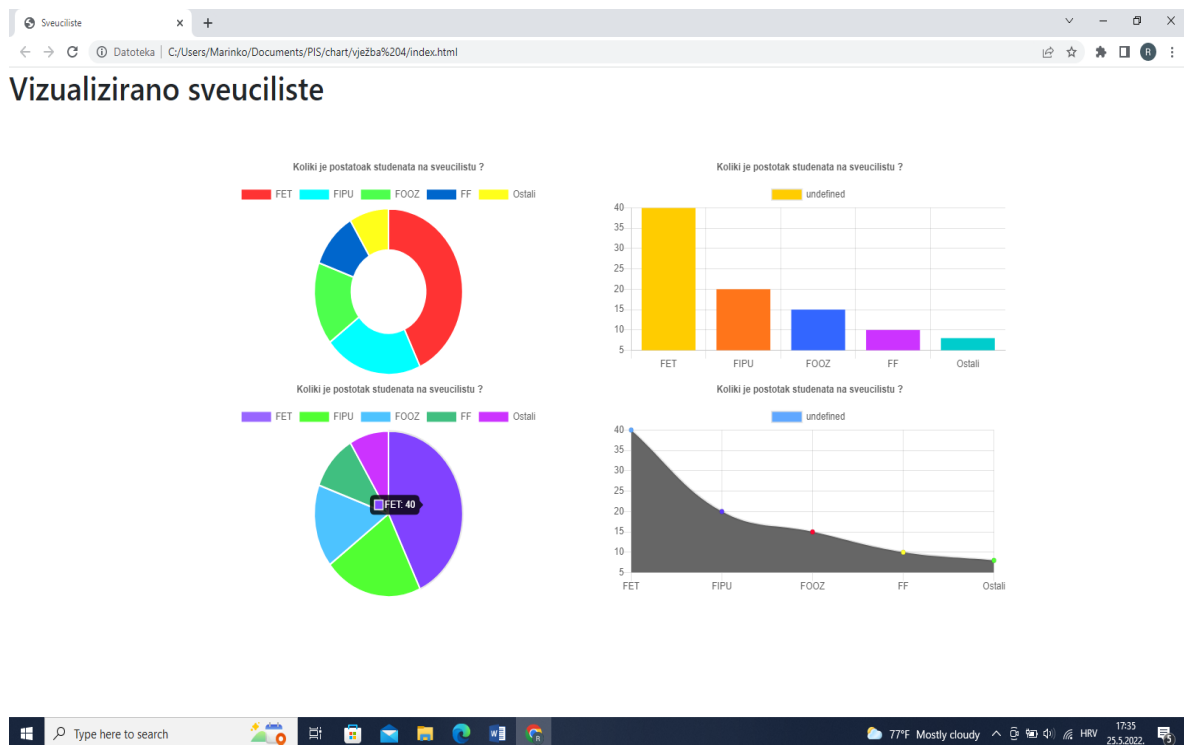 Sveuciliste
Datoteka C:/Users/Marinko/Documents/PIS/chart/vježba%204/index.html
R
Vizualizirano sveuciliste
Koliki je postatoak studenata na sveucilistu ?
FET FIPU FOOZ FF Ostali
Koliki je postotak studenata na sveucilistu ?
undefined
40
35
30
25
20
15
10
5
FET FIPU FOOZ FF Ostali
Koliki je postotak studenata na sveucilistu ?
FET FIPU FOOZ FF Ostali
FET: 40
Koliki je postotak studenata na sveucilistu ?
undefined
40
35
30
25
20
15
10
5
FET FIPU FOOZ FF Ostali
Type here to search
77°F Mostly cloudy
HRV
17:35
25.5.2022.
5